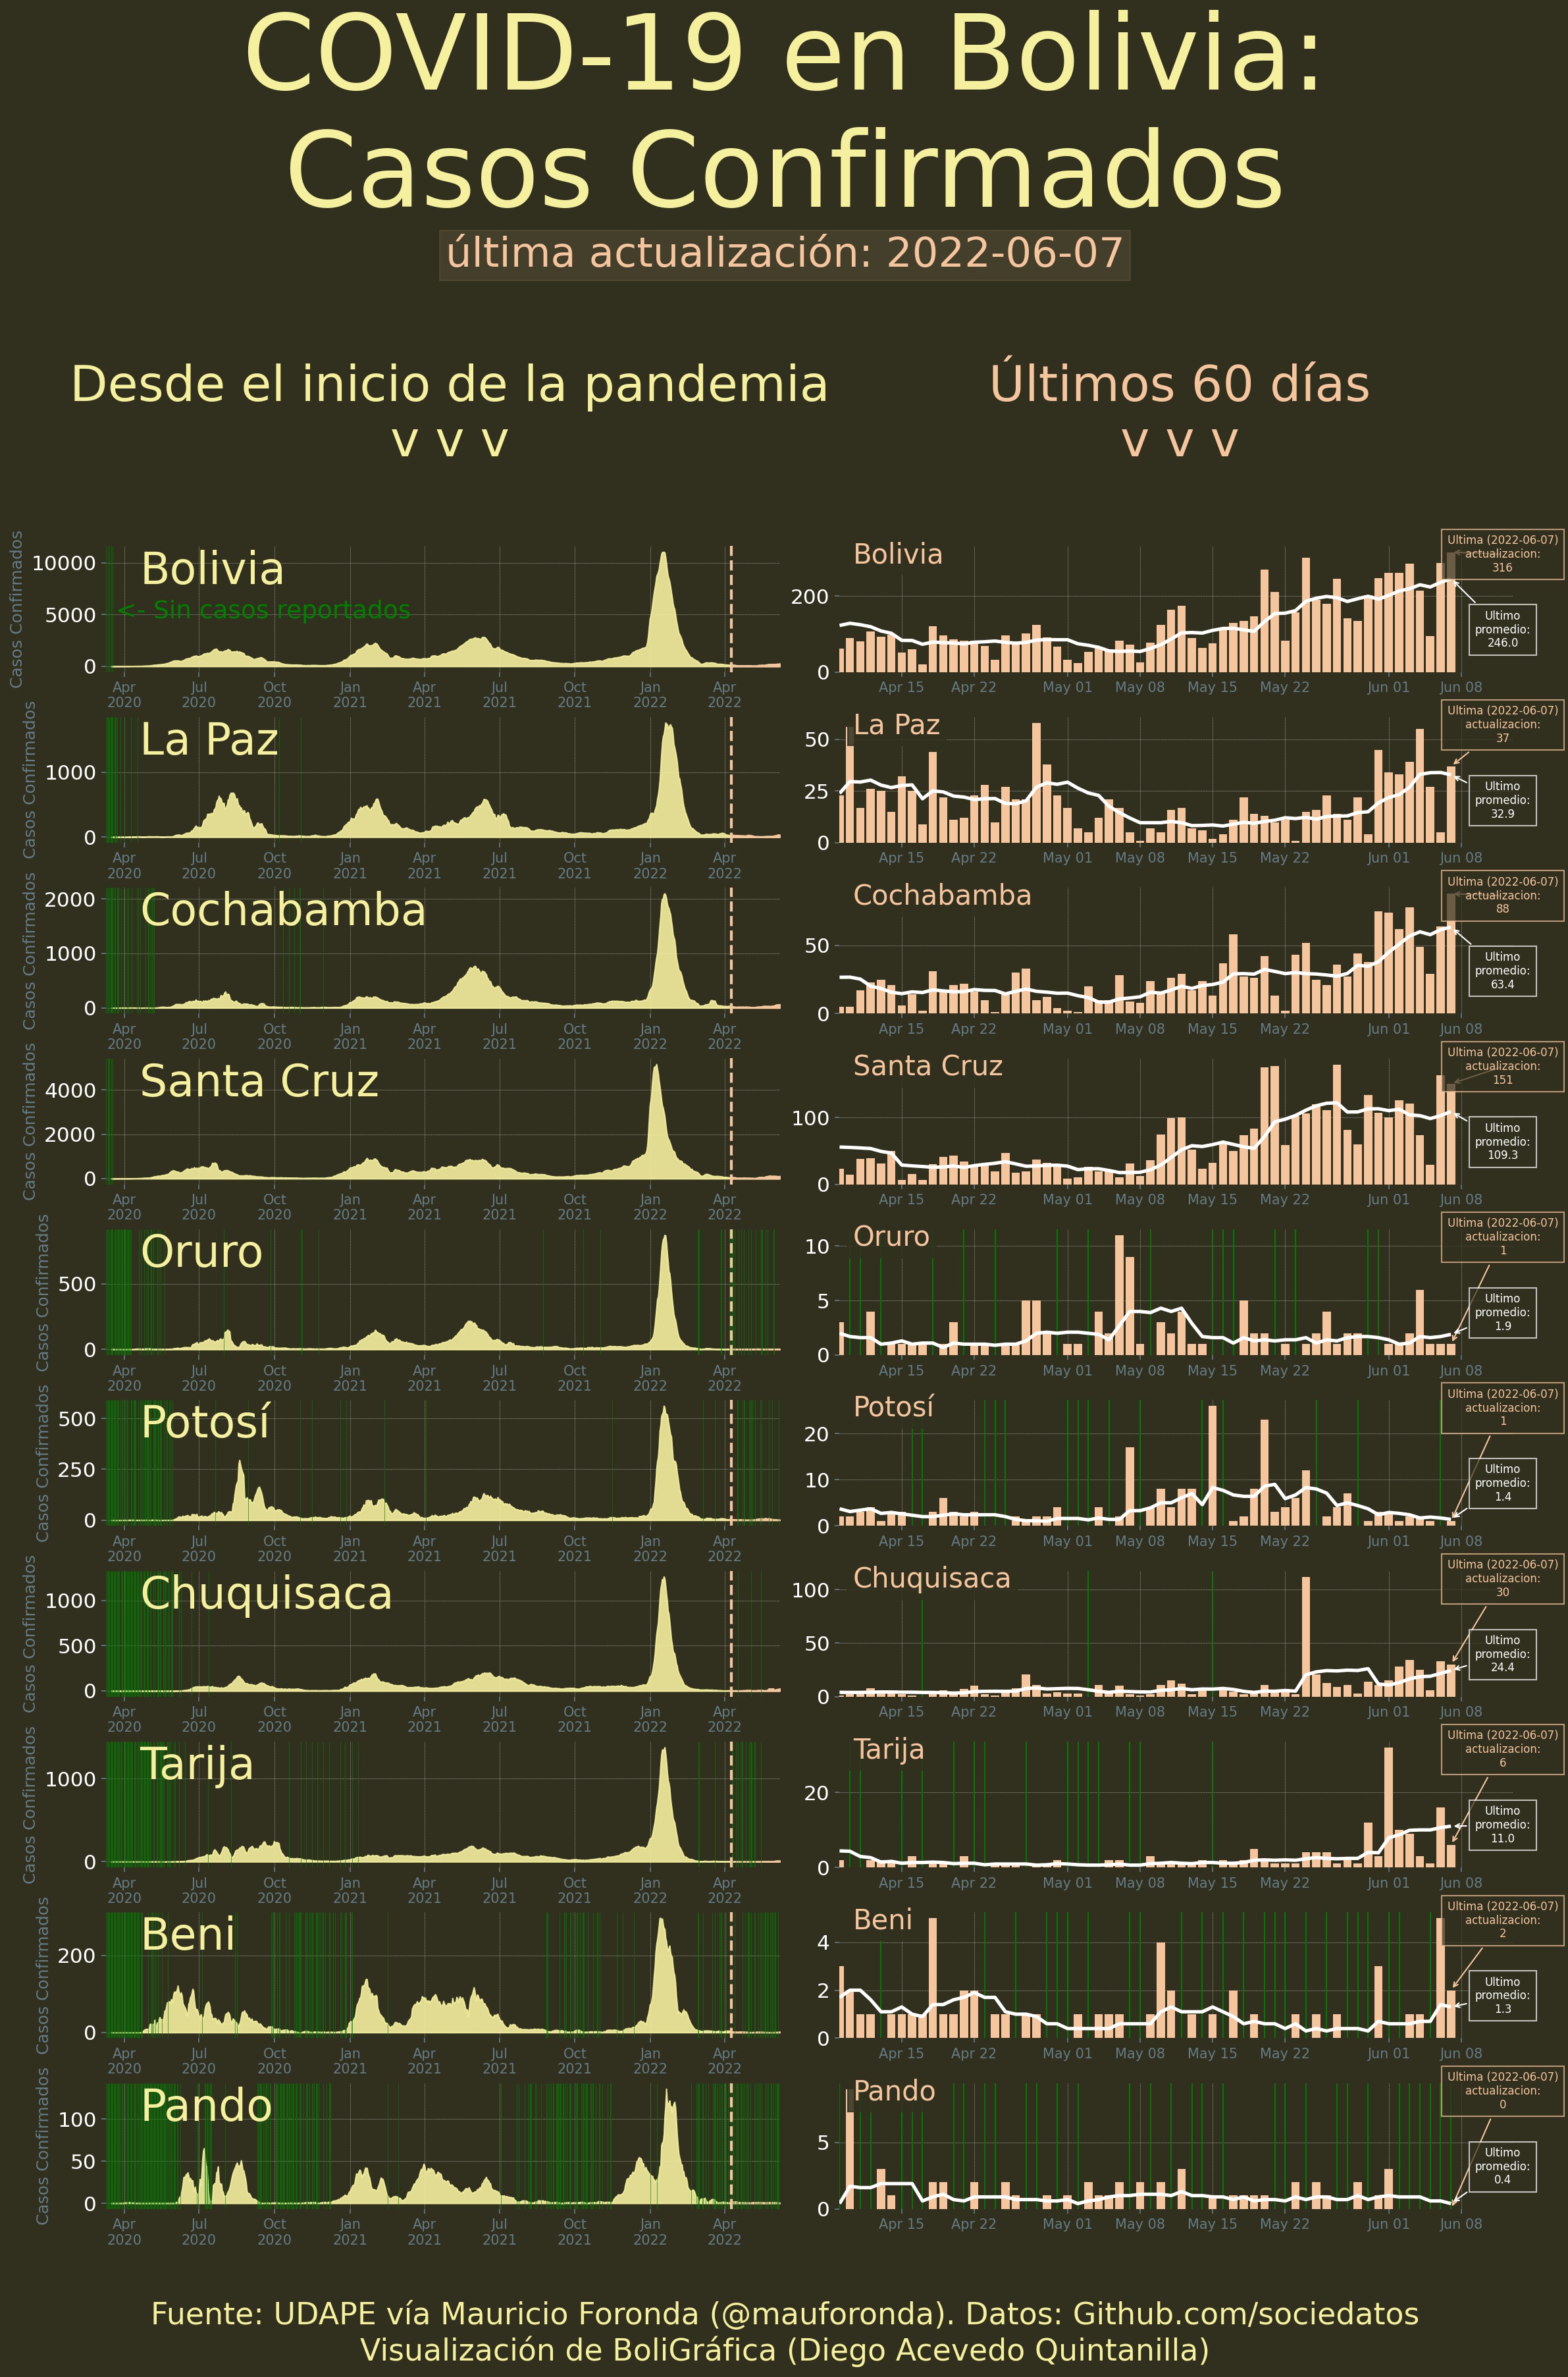 COVID-19 en Bolivia:
Casos Confirmados
última actualización: 2022-06-07
Desde el inicio de la pandemia
v v v
Últimos 60 días
v v v
Casos Confirmados
10000
5000
0
Bolivia
<- Sin casos reportados
Apr Jul Oct Jan Apr Jul Oct Jan Apr
2020 2020 2020 2021 2021 2021 2021 2022 2022
Bolivia
200
0
Apr 15 Apr 22 May 01 May 08 May 15 May 22 Jun 01 Jun 08
Ultima (2022-06-07)
actualizacion:
316
Ultimo
promedio:
246.0
Casos Confirmados
1000
0
La Paz
Apr Jul Oct Jan Apr Jul Oct Jan Apr
2020 2020 2020 2021 2021 2021 2021 2022 2022
La Paz
50
25
0
Apr 15 Apr 22 May 01 May 08 May 15 May 22 Jun 01 Jun 08
Ultima (2022-06-07)
actualizacion:
37
Ultimo
promedio:
32.9
Casos Confirmados
2000
1000
0
Cochabamba
Apr Jul Oct Jan Apr Jul Oct Jan Apr
2020 2020 2020 2021 2021 2021 2021 2022 2022
Cochabamba
50
0
Apr 15 Apr 22 May 01 May 08 May 15 May 22 Jun 01 Jun 08
Ultima (2022-06-07)
actualizacion:
88
Ultimo
promedio:
63.4
Casos Confirmados
4000
2000
0
Santa Cruz
Apr Jul Oct Jan Apr Jul Oct Jan Apr
2020 2020 2020 2021 2021 2021 2021 2022 2022
Santa Cruz
100
0
Apr 15 Apr 22 May 01 May 08 May 15 May 22 Jun 01 Jun 08
Ultima (2022-06-07)
actualizacion:
151
Ultimo
promedio:
109.3
Casos Confirmados
500
0
Oruro
Apr Jul Oct Jan Apr Jul Oct Jan Apr
2020 2020 2020 2021 2021 2021 2021 2022 2022
Oruro
10
5
0
Apr 15 Apr 22 May 01 May 08 May 15 May 22 Jun 01 Jun 08
Ultima (2022-06-07)
actualizacion:
1
Ultimo
promedio:
1.9
Casos Confirmados
500
250
0
Potosí
Apr Jul Oct Jan Apr Jul Oct Jan Apr
2020 2020 2020 2021 2021 2021 2021 2022 2022
Potosí
20
10
0
Apr 15 Apr 22 May 01 May 08 May 15 May 22 Jun 01 Jun 08
Ultima (2022-06-07)
actualizacion:
1
Ultimo
promedio:
1.4
Casos Confirmados
1000
500
0
Chuquisaca
Apr Jul Oct Jan Apr Jul Oct Jan Apr
2020 2020 2020 2021 2021 2021 2021 2022 2022
Chuquisaca
100
50
0
Apr 15 Apr 22 May 01 May 08 May 15 May 22 Jun 01 Jun 08
Ultima (2022-06-07)
actualizacion:
30
Ultimo
promedio:
24.4
Casos Confirmados
1000
0
Tarija
Apr Jul Oct Jan Apr Jul Oct Jan Apr
2020 2020 2020 2021 2021 2021 2021 2022 2022
Tarija
20
0
Apr 15 Apr 22 May 01 May 08 May 15 May 22 Jun 01 Jun 08
Ultima (2022-06-07)
actualizacion:
6
Ultimo
promedio:
11.0
Casos Confirmados
200
0
Beni
Apr Jul Oct Jan Apr Jul Oct Jan Apr
2020 2020 2020 2021 2021 2021 2021 2022 2022
Beni
4
2
0
Apr 15 Apr 22 May 01 May 08 May 15 May 22 Jun 01 Jun 08
Ultima (2022-06-07)
actualizacion:
2
Ultimo
promedio:
1.3
Casos Confirmados
100
50
0
Pando
Apr Jul Oct Jan Apr Jul Oct Jan Apr
2020 2020 2020 2021 2021 2021 2021 2022 2022
Pando
5
0
Apr 15 Apr 22 May 01 May 08 May 15 May 22 Jun 01 Jun 08
Ultima (2022-06-07)
actualizacion:
0
Ultimo
promedio:
0.4
Fuente: UDAPE vía Mauricio Foronda (@mauforonda). Datos: Github.com/sociedatos
Visualización de BoliGráfica (Diego Acevedo Quintanilla)